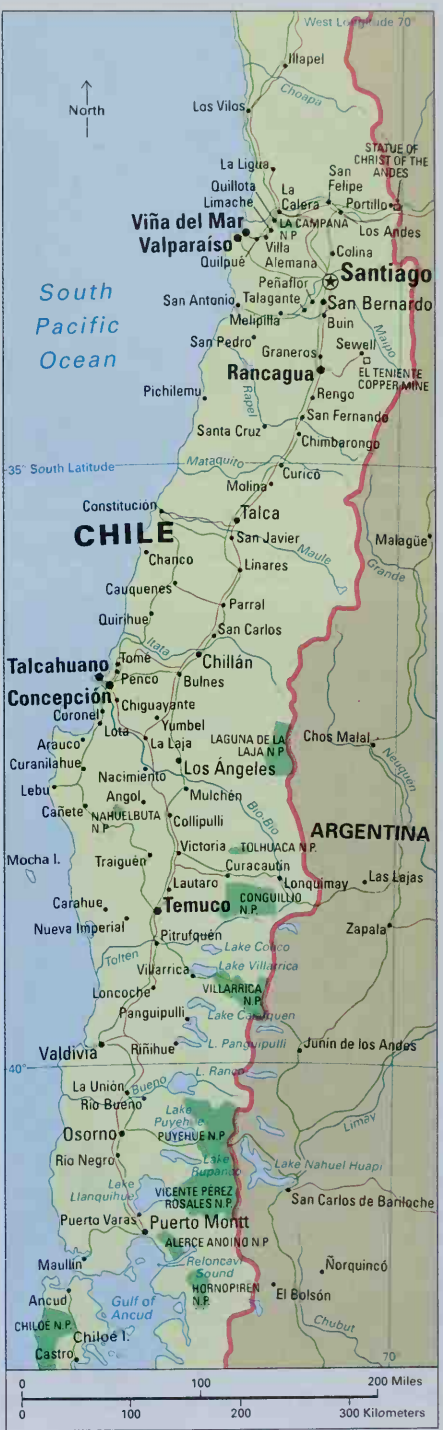 West Longitude 70°
Illapel
North
Choapa
Los Vilos
STATUE OF
CHRIST OF THE
ANDES
La Ligua
San
Felipe
Quillota
La
Calera
Portillo
Limache
Viña del Mar
LA CAMPANA
N P
Los Andes
Valparaíso
Villa
Alemana
Colina
Quilpué
Santiago
Peñaflor
South
Pacific
Ocean
San Antonio
Talagante
San Bernardo
Melipilla
Buin
Maipo
San Pedro
Sewell
Graneros
EL TENIENTE
COPPER MINE
Rancagua
Pichilemu
Rapel
Rengo
San Fernando
Santa Cruz
Chimbarongo
35° South Latitude
Mataquito
Curicó
Molina
Constitución
Talca
CHILE
San Javier
Malagüe
Chanco
Maule
Grande
Linares
Cauquenes
Parral
Quirihue
San Carlos
Itata
Chillán
Talcahuano
Tomé
Penco
Bulnes
Concepción
Chiguayante
Coronel
Yumbel
Lota
Arauco
La Laja
LAGUNA DE LA
LAJA N P
Chos Malal
Curanilahue
Los Ángeles
Neuquén
Nacimiento
Lebu
Angol
Mulchén
Cañete
NAHUELBUTA
N P
Collipulli
Bio-Bio
ARGENTINA
Victoria
TOLHUACA N.P.
Mocha I.
Traiguén
Curacautín
Lautaro
Lonquimay
Las Lajas
Carahue
Temuco
CONGUILLIO
N.P.
Nueva Imperial
Zapala
Pitrufquén
Lake Colico
Toltén
Villarrica
Lake Villarrica
Loncoche
VILLARRICA
N.P.
Panguipulli
Lake Calafquen
Valdivia
Riñihue
L. Panguipulli
Junín de los Andes
40°
L. Ranco
La Unión
Bueno
Río Bueno
Limay
Lake
Puyehue
Osorno
PUYEHUE N.P.
Río Negro
Lake
Rupanco
Lake Nahuel Huapi
Lake
Llanquihue
VICENTE PÉREZ
ROSALES N.P.
San Carlos de Bariloche
Puerto Varas
Puerto Montt
ALERCE ANDINO N P
Maullín
Reloncaví
Sound
Ñorquincó
Ancud
Gulf of
Ancud
HORNOPIREN
N.P.
El Bolsón
CHILOÉ N.P.
Chiloé I.
Chubut
Castro
70°
0 100 200 Miles
0 100 200 300 Kilometers